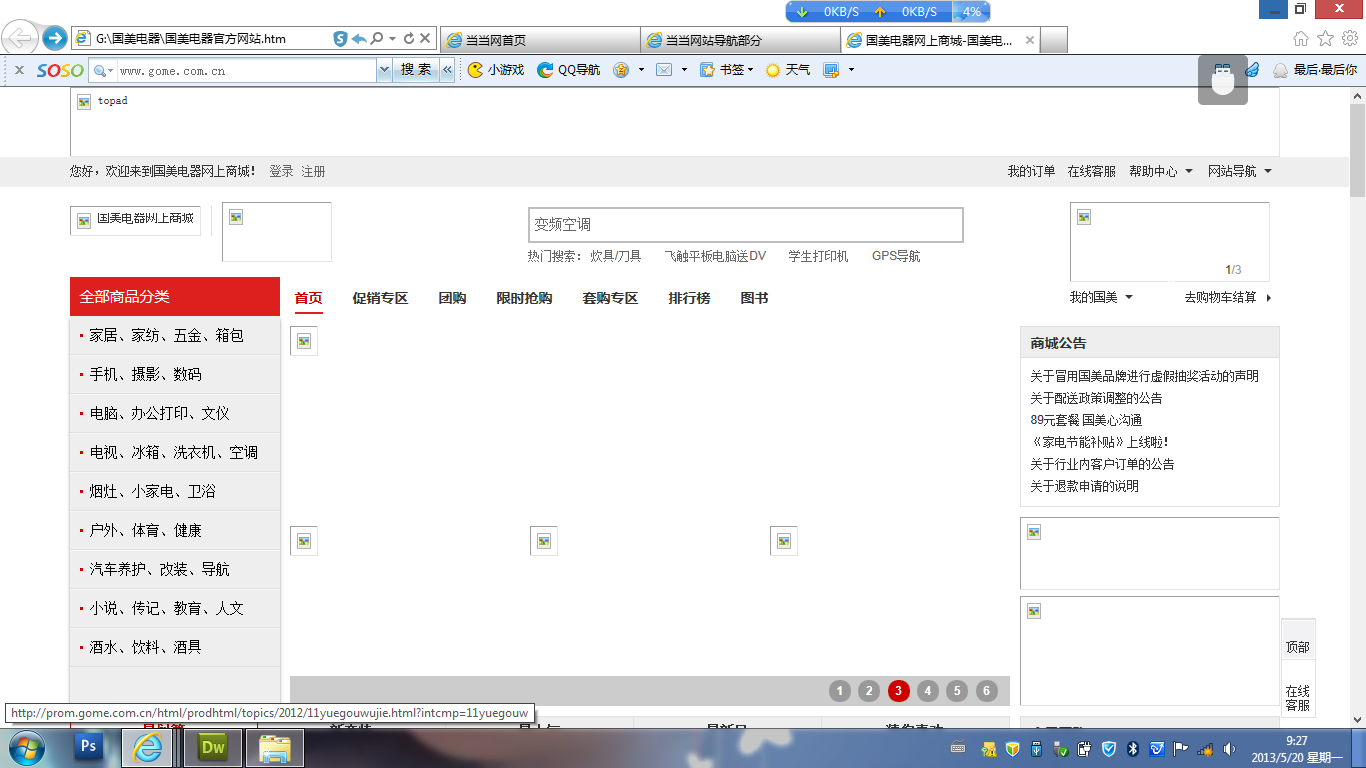 0KB/S 0KB/S 4%
G:\国美电器\国美电器官方网站.htm
当当网首页
当当网站导航部分
国美电器网上商城-国美电...
SOSO
www.gome.com.cn
搜 索
小游戏
QQ导航
书签
天气
最后·最后你
topad
您好，欢迎来到国美电器网上商城！ 登录 注册
我的订单 在线客服 帮助中心 网站导航
国美电器网上商城
变频空调
热门搜索： 炊具/刀具 飞触平板电脑送DV 学生打印机 GPS导航
1/3
我的国美 去购物车结算
全部商品分类
首页 促销专区 团购 限时抢购 套购专区 排行榜 图书
家居、家纺、五金、箱包
手机、摄影、数码
电脑、办公打印、文仪
电视、冰箱、洗衣机、空调
烟灶、小家电、卫浴
户外、体育、健康
汽车养护、改装、导航
小说、传记、教育、人文
酒水、饮料、酒具
商城公告
关于冒用国美品牌进行虚假抽奖活动的声明
关于配送政策调整的公告
89元套餐 国美心沟通
《家电节能补贴》上线啦！
关于行业内客户订单的公告
关于退款申请的说明
1 2 3 4 5 6
顶部
在线
客服
http://prom.gome.com.cn/html/prodhtml/topics/2012/11yuegouwujie.html?intcmp=11yuegouw
Ps
Dw
9:27
2013/5/20 星期一